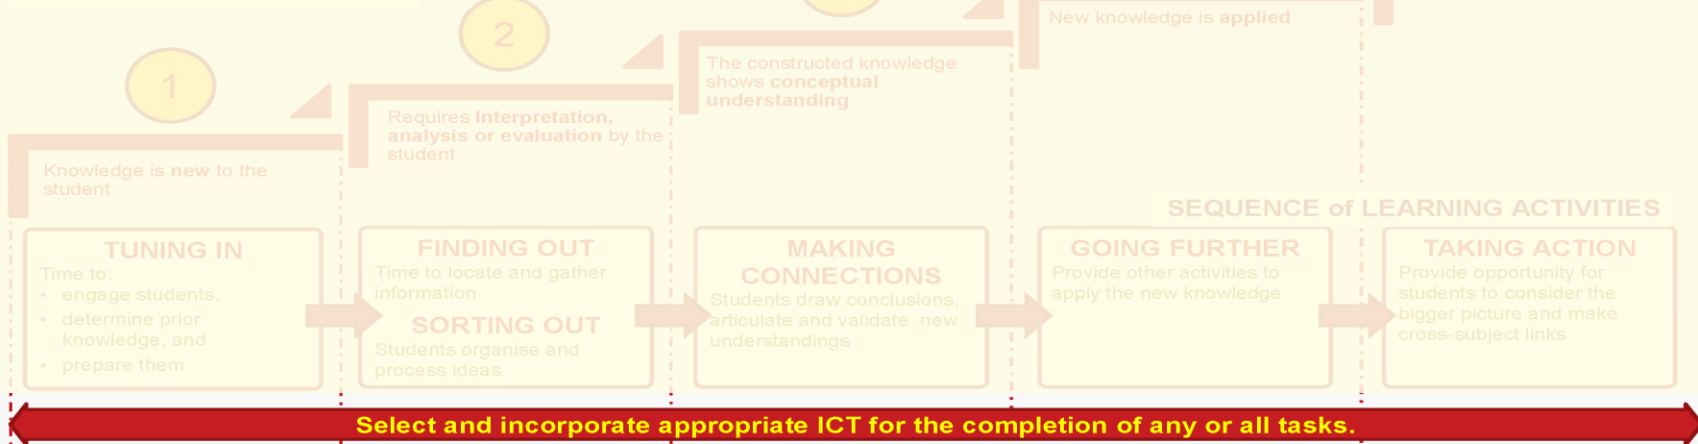 2
New knowledge is applied
1
The constructed knowledge
shows conceptual
understanding
Requires Interpretation,
analysis or evaluation by the
student
Knowledge is new to the
student
SEQUENCE of LEARNING ACTIVITIES
TUNING IN
Time to:
• engage students,
• determine prior
knowledge, and
• prepare them
FINDING OUT
Time to locate and gather
information
SORTING OUT
Students organise and
process ideas
MAKING
CONNECTIONS
Students draw conclusions,
articulate and validate new
understandings
GOING FURTHER
Provide other activities to
apply the new knowledge
TAKING ACTION
Provide opportunity for
students to consider the
bigger picture and make
cross-subject links
Select and incorporate appropriate ICT for the completion of any or all tasks.